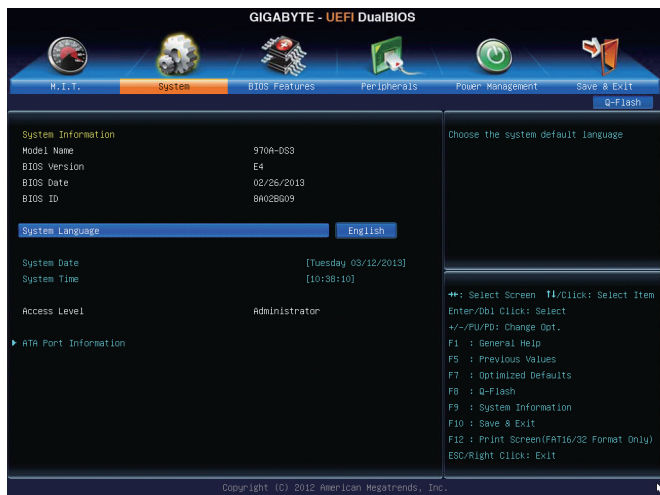 GIGABYTE - UEFI DualBIOS
M.I.T. System BIOS Features Peripherals Power Management Save & Exit
Q-Flash
System Information
Model Name 970A-DS3
BIOS Version E4
BIOS Date 02/26/2013
BIOS ID 8A02BG09
System Language English
System Date [Tuesday 03/12/2013]
System Time [10:38:10]
Access Level Administrator
ATA Port Information
Choose the system default language
→←: Select Screen ↑↓/Click: Select Item
Enter/Dbl Click: Select
+/-/PU/PD: Change Opt.
F1 : General Help
F5 : Previous Values
F7 : Optimized Defaults
F8 : Q-Flash
F9 : System Information
F10 : Save & Exit
F12 : Print Screen(FAT16/32 Format Only)
ESC/Right Click: Exit
Copyright (C) 2012 American Megatrends, Inc.